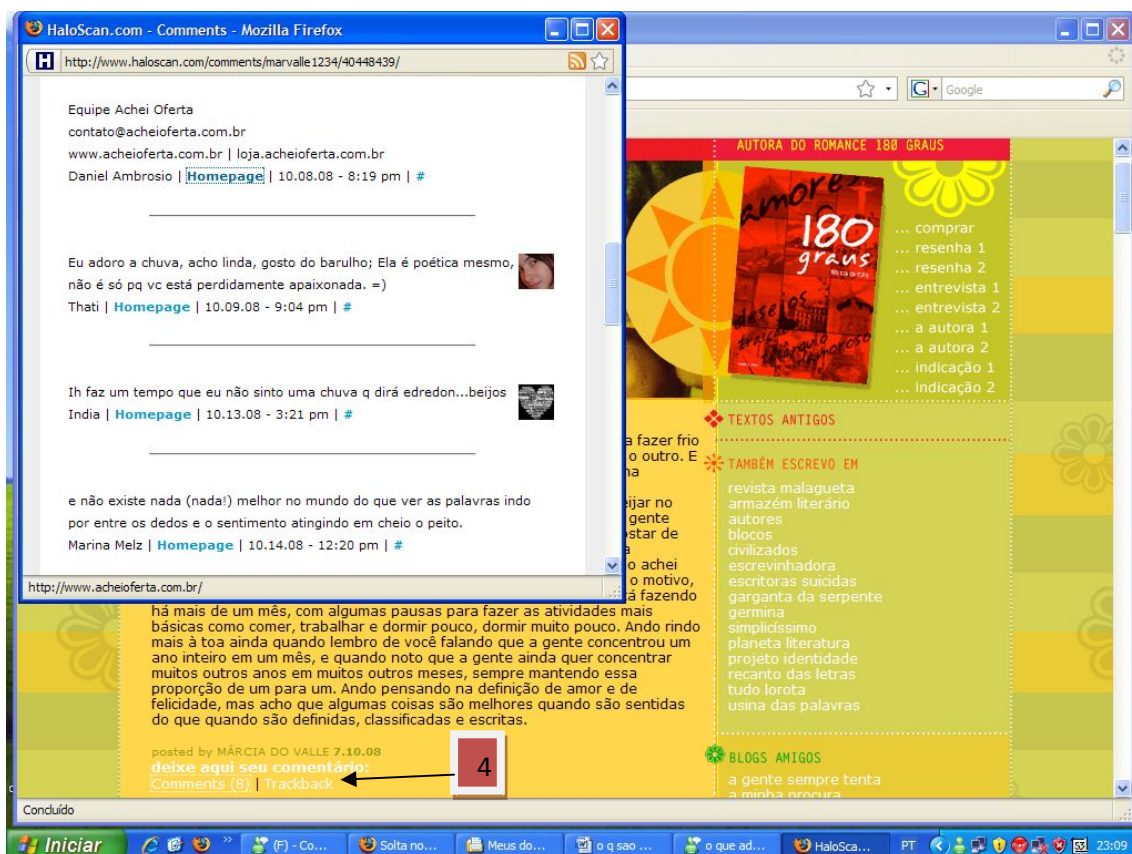 HaloScan.com - Comments - Mozilla Firefox
http://www.haloscan.com/comments/marvalle1234/40448439/
Equipe Achei Oferta
contato@acheioferta.com.br
www.acheioferta.com.br | loja.acheioferta.com.br
Daniel Ambrosio | Homepage | 10.08.08 - 8:19 pm | #
Eu adoro a chuva, acho linda, gosto do barulho; Ela é poética mesmo,
não é só pq vc está perdidamente apaixonada. =)
Thati | Homepage | 10.09.08 - 9:04 pm | #
Ih faz um tempo que eu não sinto uma chuva q dirá edredon...beijos
India | Homepage | 10.13.08 - 3:21 pm | #
e não existe nada (nada!) melhor no mundo do que ver as palavras indo
por entre os dedos e o sentimento atingindo em cheio o peito.
Marina Melz | Homepage | 10.14.08 - 12:20 pm | #
http://www.acheioferta.com.br/
G Google
AUTORA DO ROMANCE 180 GRAUS
amores
180
graus
desejos
... comprar
... resenha 1
... resenha 2
... entrevista 1
... entrevista 2
... a autora 1
... a autora 2
... indicação 1
... indicação 2
a fazer frio
o outro. E
eijar no
gente
ostar de
o achei
o motivo,
há mais de um mês, com algumas pausas para fazer as atividades mais
básicas como comer, trabalhar e dormir pouco, dormir muito pouco. Ando rindo
mais à toa ainda quando lembro de você falando que a gente concentrou um
ano inteiro em um mês, e quando noto que a gente ainda quer concentrar
muitos outros anos em muitos outros meses, sempre mantendo essa
proporção de um para um. Ando pensando na definição de amor e de
felicidade, mas acho que algumas coisas são melhores quando são sentidas
do que quando são definidas, classificadas e escritas.
posted by MÁRCIA DO VALLE 7.10.08
deixe aqui seu comentário:
Comments (8) | Trackback
4
TEXTOS ANTIGOS
TAMBÉM ESCREVO EM
revista malagueta
armazém literário
autores
blocos
civilizados
escrevinhadora
escritoras suicidas
garganta da serpente
germina
simplicíssimo
planeta literatura
projeto identidade
recanto das letras
tudo lorota
usina das palavras
BLOGS AMIGOS
a gente sempre tenta
a minha procura
Concluído
Iniciar
(F) - Co...
Solta no...
Meus do...
o q sao ...
o que ad...
HaloSca...
PT
23:09